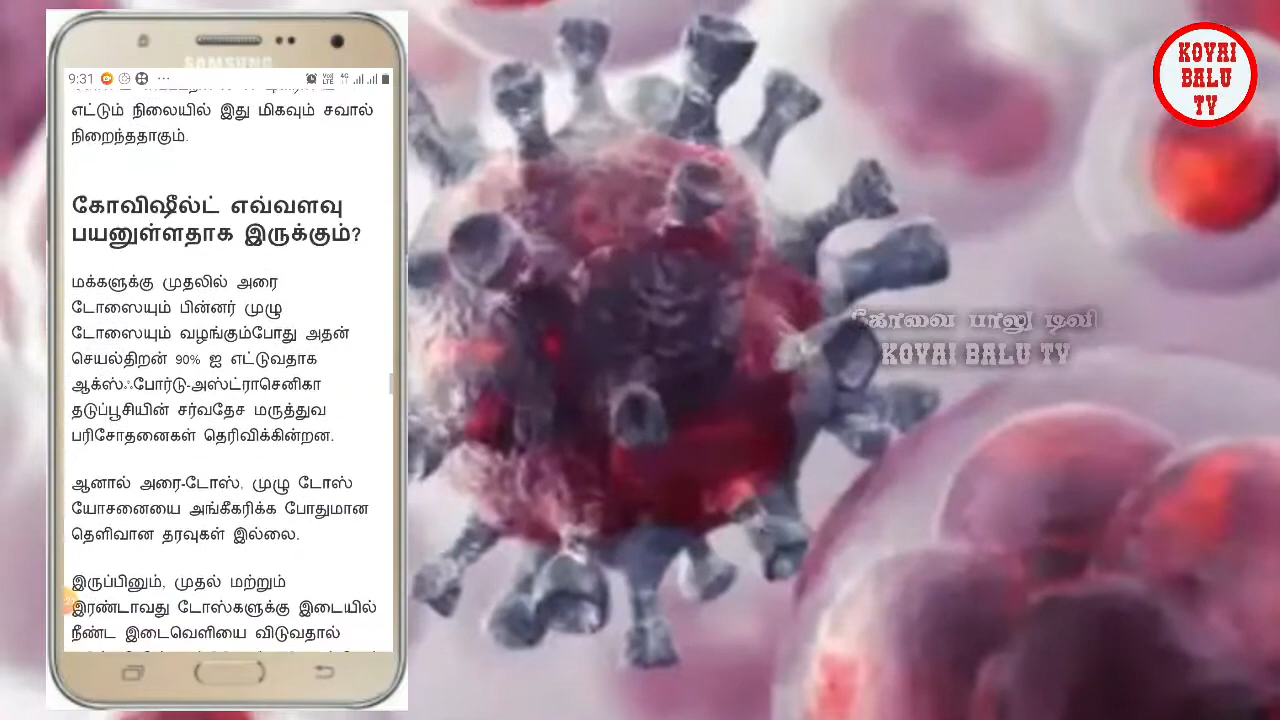 SAMSUNG
9:31
எட்டும் நிலையில் இது மிகவும் சவால்
நிறைந்ததாகும்.
கோவிஷீல்ட் எவ்வளவு
பயனுள்ளதாக இருக்கும்?
மக்களுக்கு முதலில் அரை
டோஸையும் பின்னர் முழு
டோஸையும் வழங்கும்போது அதன்
செயல்திறன் 90% ஐ எட்டுவதாக
ஆக்ஸ்ஃபோர்டு-அஸ்ட்ராசெனிகா
தடுப்பூசியின் சர்வதேச மருத்துவ
பரிசோதனைகள் தெரிவிக்கின்றன.
ஆனால் அரை-டோஸ், முழு டோஸ்
யோசனையை அங்கீகரிக்க போதுமான
தெளிவான தரவுகள் இல்லை.
இருப்பினும், முதல் மற்றும்
இரண்டாவது டோஸ்களுக்கு இடையில்
நீண்ட இடைவெளியை விடுவதால்
KOVAI
BALU
TV
கோவை பாலு டிவி
KOVAI BALU TV